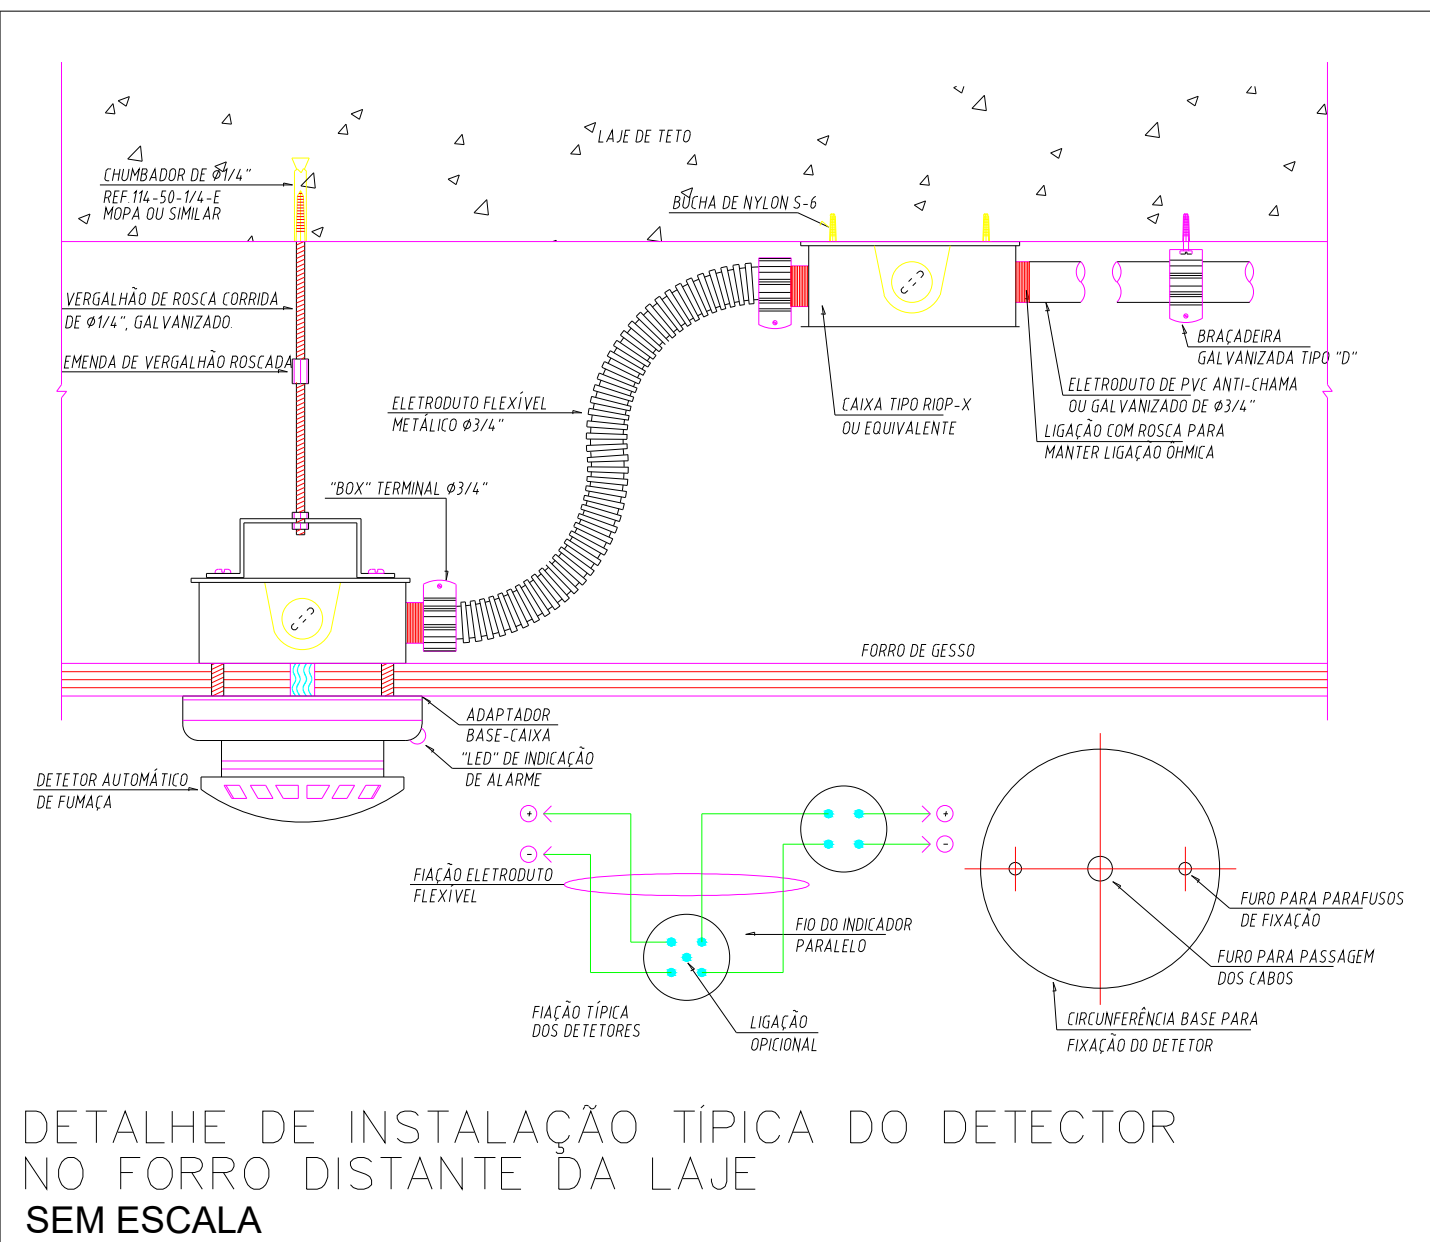 LAJE DE TETO
CHUMBADOR DE Ø1/4"
REF.114-50-1/4-E
MOPA OU SIMILAR
BUCHA DE NYLON S-6
VERGALHÃO DE ROSCA CORRIDA
DE Ø1/4", GALVANIZADO.
EMENDA DE VERGALHÃO ROSCADA
BRAÇADEIRA
GALVANIZADA TIPO "D"
ELETRODUTO DE PVC ANTI-CHAMA
OU GALVANIZADO DE Ø3/4"
ELETRODUTO FLEXÍVEL
METÁLICO Ø3/4"
CAIXA TIPO RIOP-X
OU EQUIVALENTE
LIGAÇÃO COM ROSCA PARA
MANTER LIGAÇÃO ÔHMICA
"BOX" TERMINAL Ø3/4"
FORRO DE GESSO
ADAPTADOR
BASE-CAIXA
"LED" DE INDICAÇÃO
DE ALARME
DETETOR AUTOMÁTICO
DE FUMAÇA
+
-
+
-
FIAÇÃO ELETRODUTO
FLEXÍVEL
FIO DO INDICADOR
PARALELO
FURO PARA PARAFUSOS
DE FIXAÇÃO
FURO PARA PASSAGEM
DOS CABOS
FIAÇÃO TÍPICA
DOS DETETORES
LIGAÇÃO
OPICIONAL
CIRCUNFERÊNCIA BASE PARA
FIXAÇÃO DO DETETOR
DETALHE DE INSTALAÇÃO TÍPICA DO DETECTOR
NO FORRO DISTANTE DA LAJE
SEM ESCALA